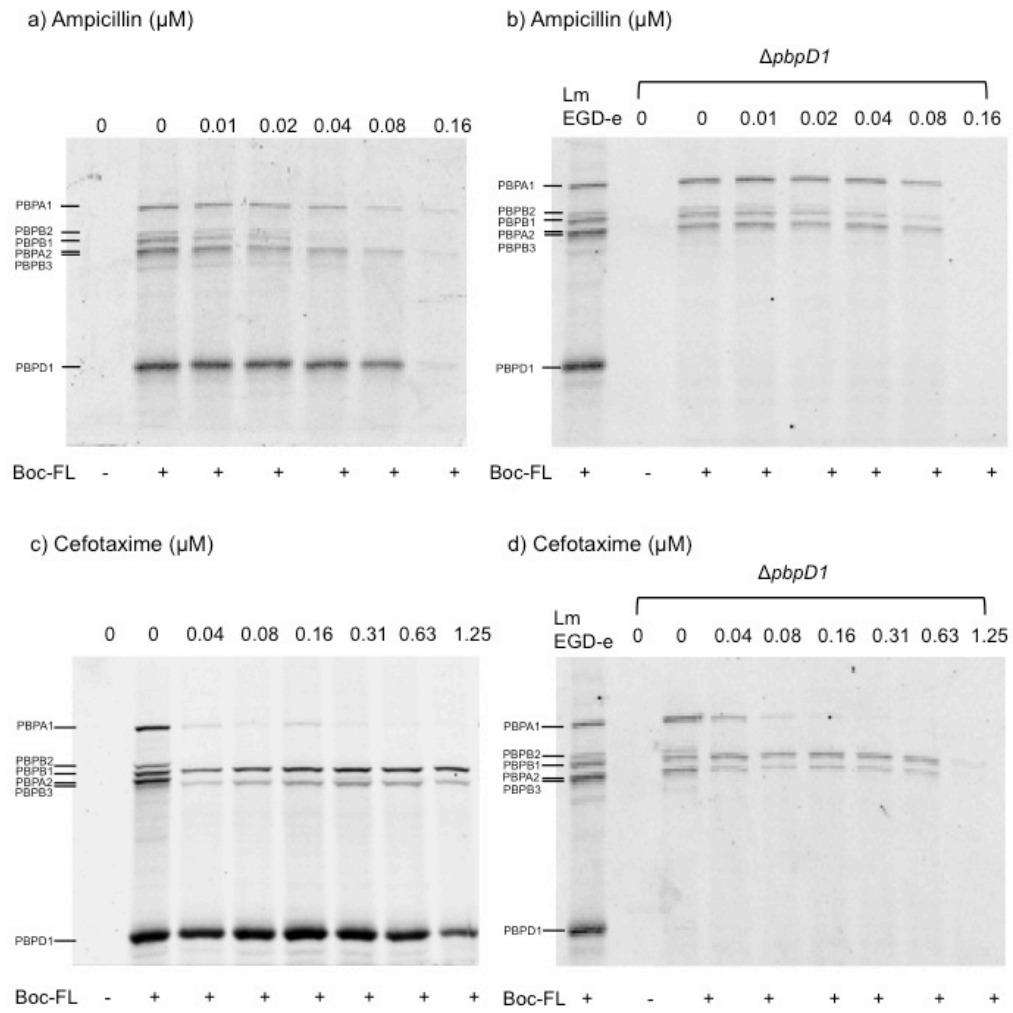 a) Ampicillin (µM)
0 0 0.01 0.02 0.04 0.08 0.16
PBPA1
PBPB2
PBPB1
PBPA2
PBPB3
PBPD1
Boc-FL - + + + + + +
b) Ampicillin (µM)
ΔpbpD1
Lm
EGD-e 0 0 0.01 0.02 0.04 0.08 0.16
PBPA1
PBPB2
PBPB1
PBPA2
PBPB3
PBPD1
Boc-FL + - + + + + + +
c) Cefotaxime (µM)
0 0 0.04 0.08 0.16 0.31 0.63 1.25
PBPA1
PBPB2
PBPB1
PBPA2
PBPB3
PBPD1
Boc-FL - + + + + + + +
d) Cefotaxime (µM)
ΔpbpD1
Lm
EGD-e 0 0 0.04 0.08 0.16 0.31 0.63 1.25
PBPA1
PBPB2
PBPB1
PBPA2
PBPB3
PBPD1
Boc-FL + - + + + + + +